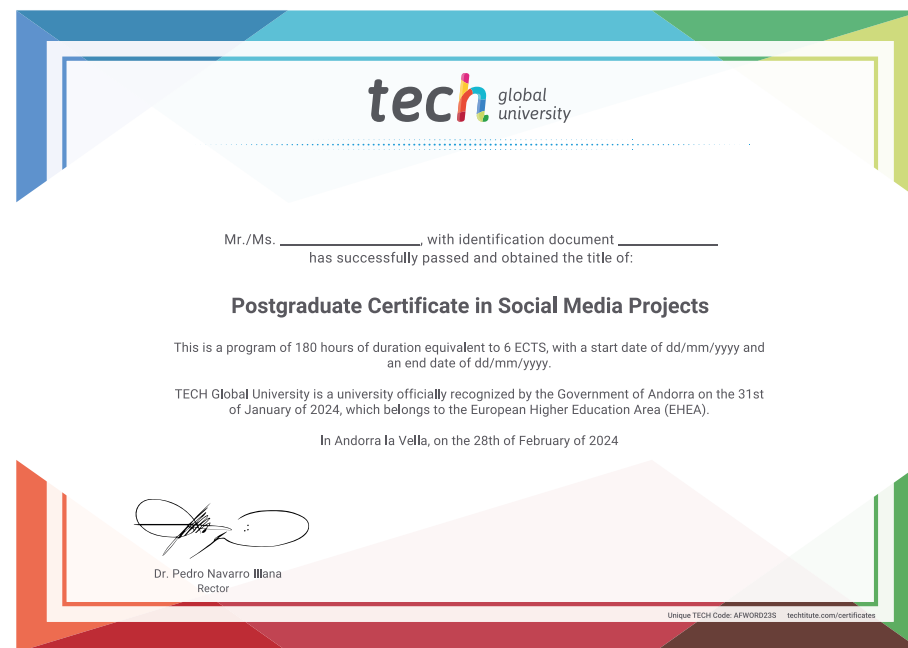 tech global university
Mr./Ms. ____________, with identification document ____________
has successfully passed and obtained the title of:
Postgraduate Certificate in Social Media Projects
This is a program of 180 hours of duration equivalent to 6 ECTS, with a start date of dd/mm/yyyy and
an end date of dd/mm/yyyy.
TECH Global University is a university officially recognized by the Government of Andorra on the 31st
of January of 2024, which belongs to the European Higher Education Area (EHEA).
In Andorra la Vella, on the 28th of February of 2024
Dr. Pedro Navarro Illana
Rector
Unique TECH Code: AFWORD23S techtitute.com/certificates